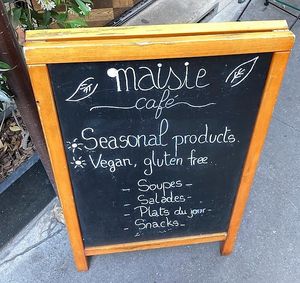 maisie
café
Seasonal products.
Vegan, gluten free..
- Soupes -
- Salades -
- Plats du jour -
- Snacks -